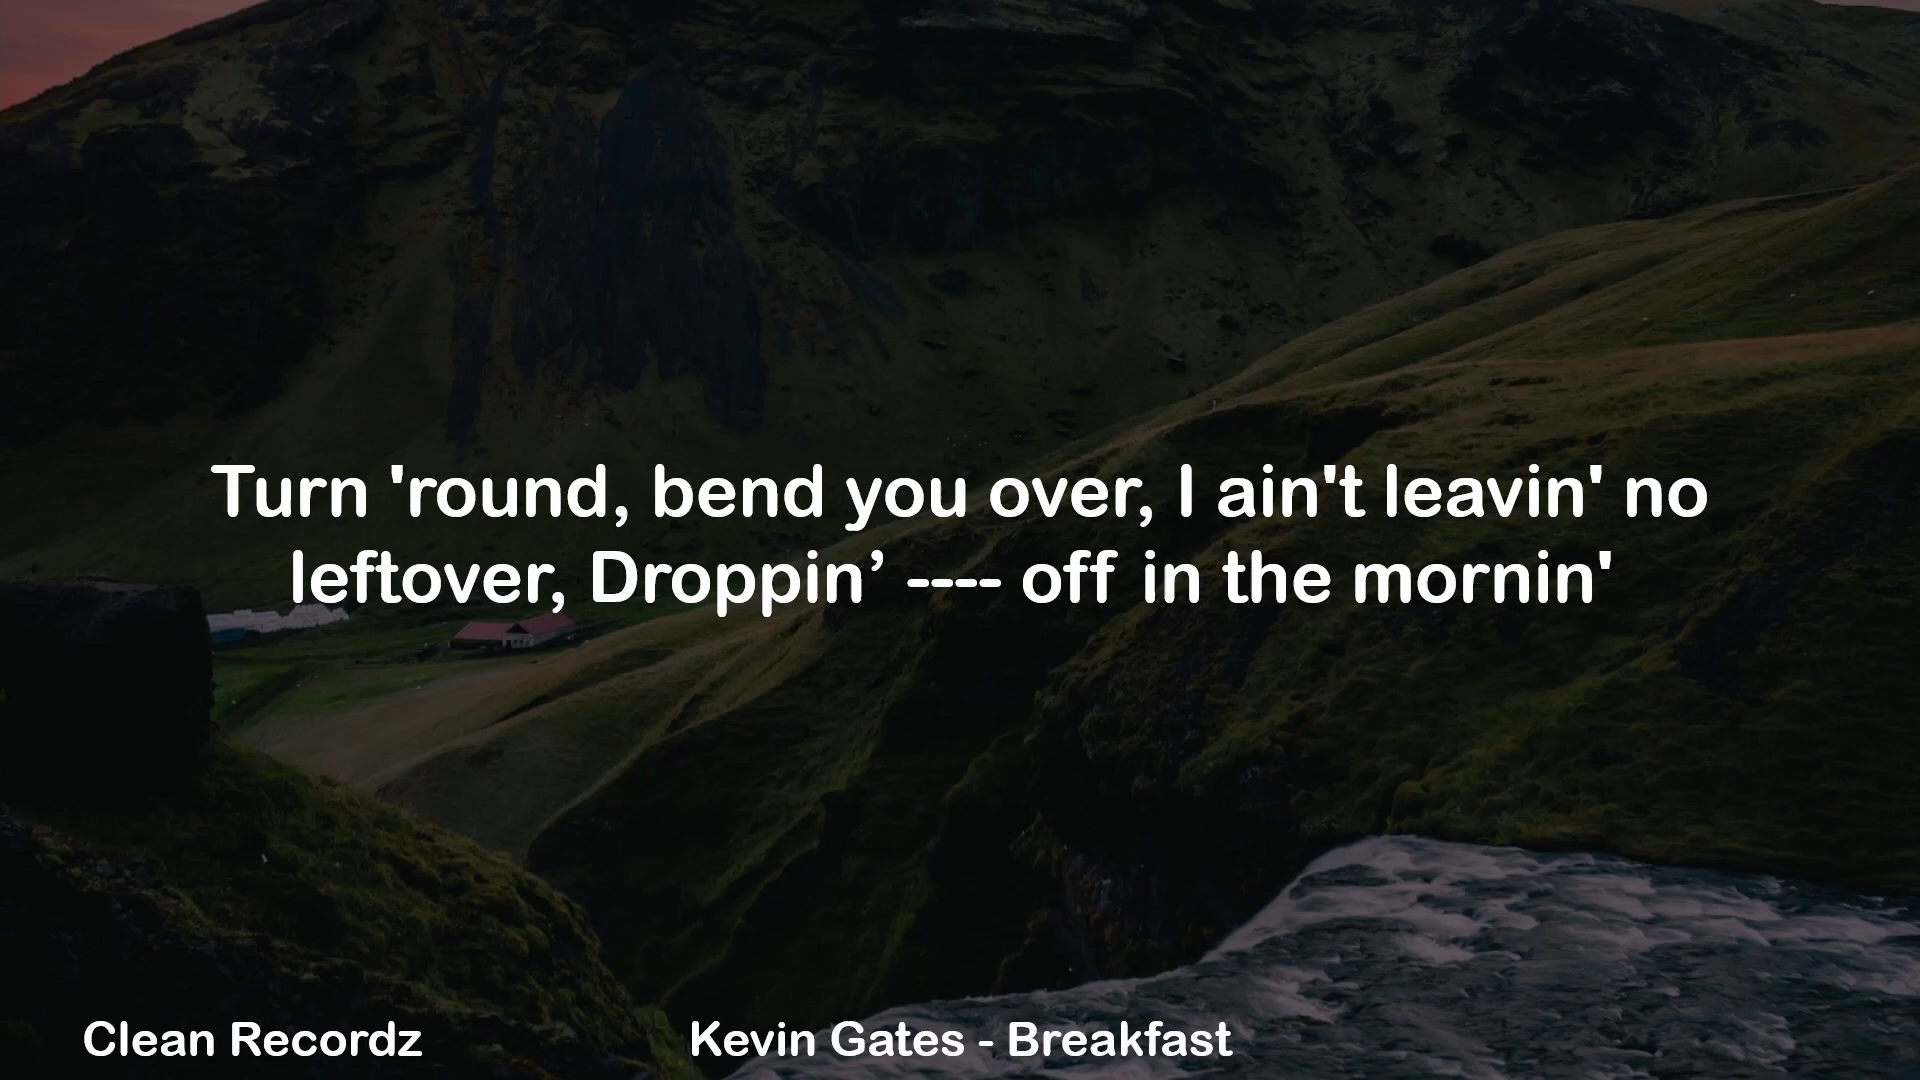 Turn 'round, bend you over, I ain't leavin' no
leftover, Droppin’ ---- off in the mornin'
Clean Recordz
Kevin Gates - Breakfast